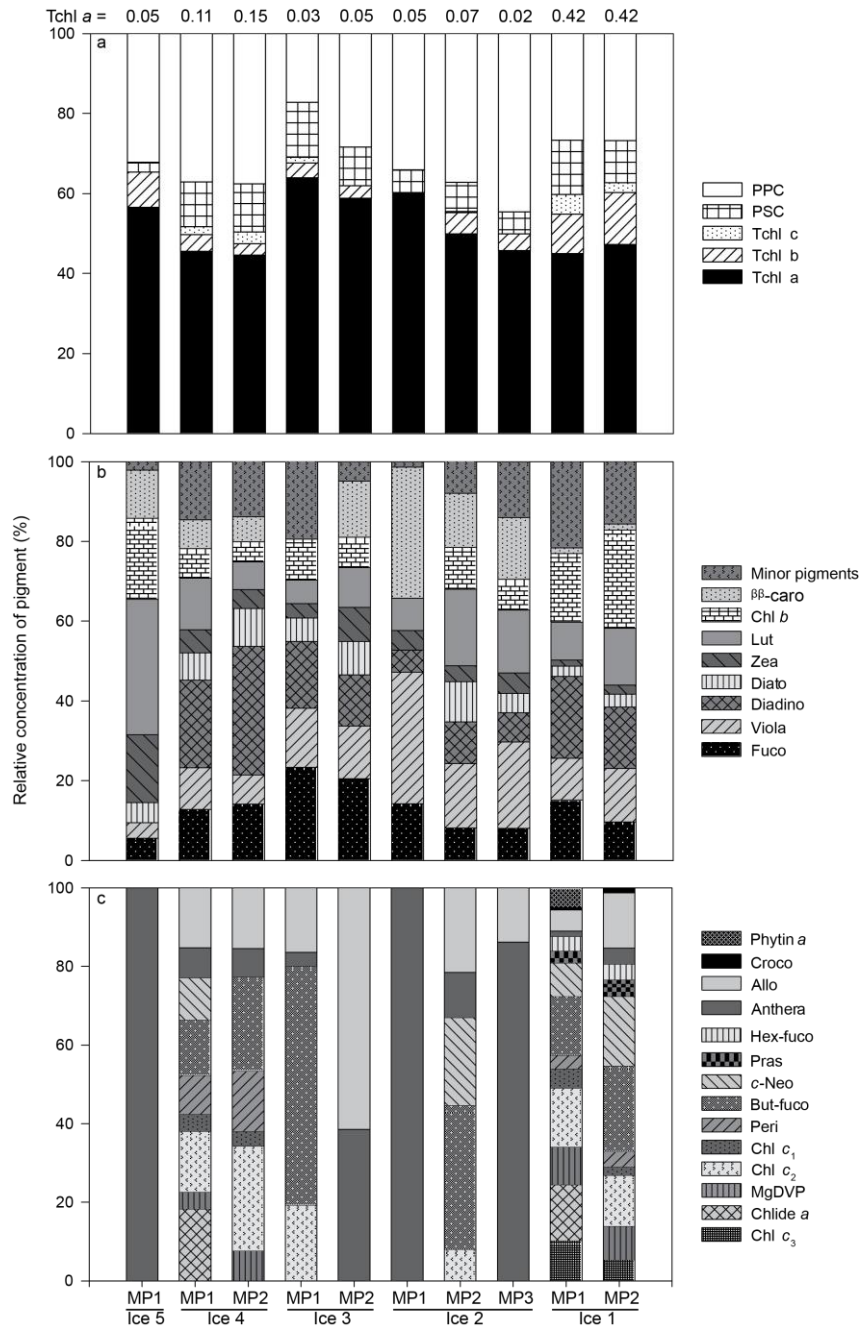 Tchl a = 0.05 0.11 0.15 0.03 0.05 0.05 0.07 0.02 0.42 0.42
a
100
80
60
40
20
0
PPC
PSC
Tchl c
Tchl b
Tchl a
Relative concentration of pigment (%)
b
100
80
60
40
20
0
Minor pigments
ββ-caro
Chl b
Lut
Zea
Diato
Diadino
Viola
Fuco
c
100
80
60
40
20
0
Phytin a
Croco
Allo
Anthera
Hex-fuco
Pras
c-Neo
But-fuco
Peri
Chl c1
Chl c2
MgDVP
Chlide a
Chl c3
MP1 MP1 MP2 MP1 MP2 MP1 MP2 MP3 MP1 MP2
Ice 5 Ice 4 Ice 3 Ice 2 Ice 1